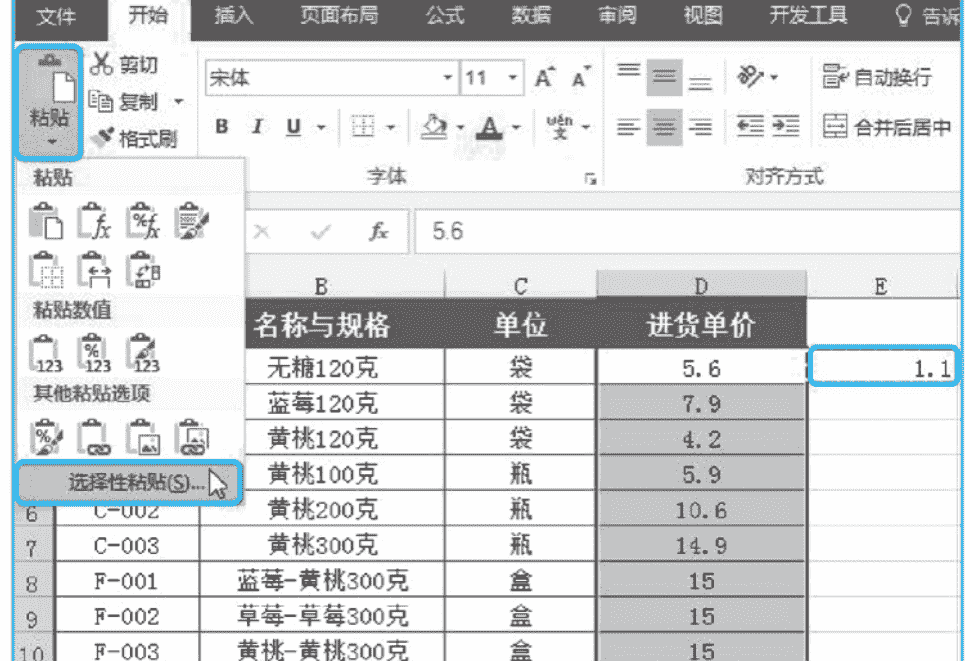 文件 开始 插入 页面布局 公式 数据 审阅 视图 开发工具 告诉
粘贴 剪切 复制 格式刷
宋体 11 A A 自动换行
B I U A wén 文 合并后居中
字体 对齐方式
粘贴
fx %fx
粘贴数值
123 %123 123
其他粘贴选项
%
选择性粘贴(S)...
fx 5.6
B C D E
名称与规格 单位 进货单价
无糖120克 袋 5.6 1.1
蓝莓120克 袋 7.9
黄桃120克 袋 4.2
黄桃100克 瓶 5.9
6 C-002 黄桃200克 瓶 10.6
7 C-003 黄桃300克 瓶 14.9
8 F-001 蓝莓-黄桃300克 盒 15
9 F-002 草莓-草莓300克 盒 15
10 F-003 黄桃-黄桃300克 盒 15